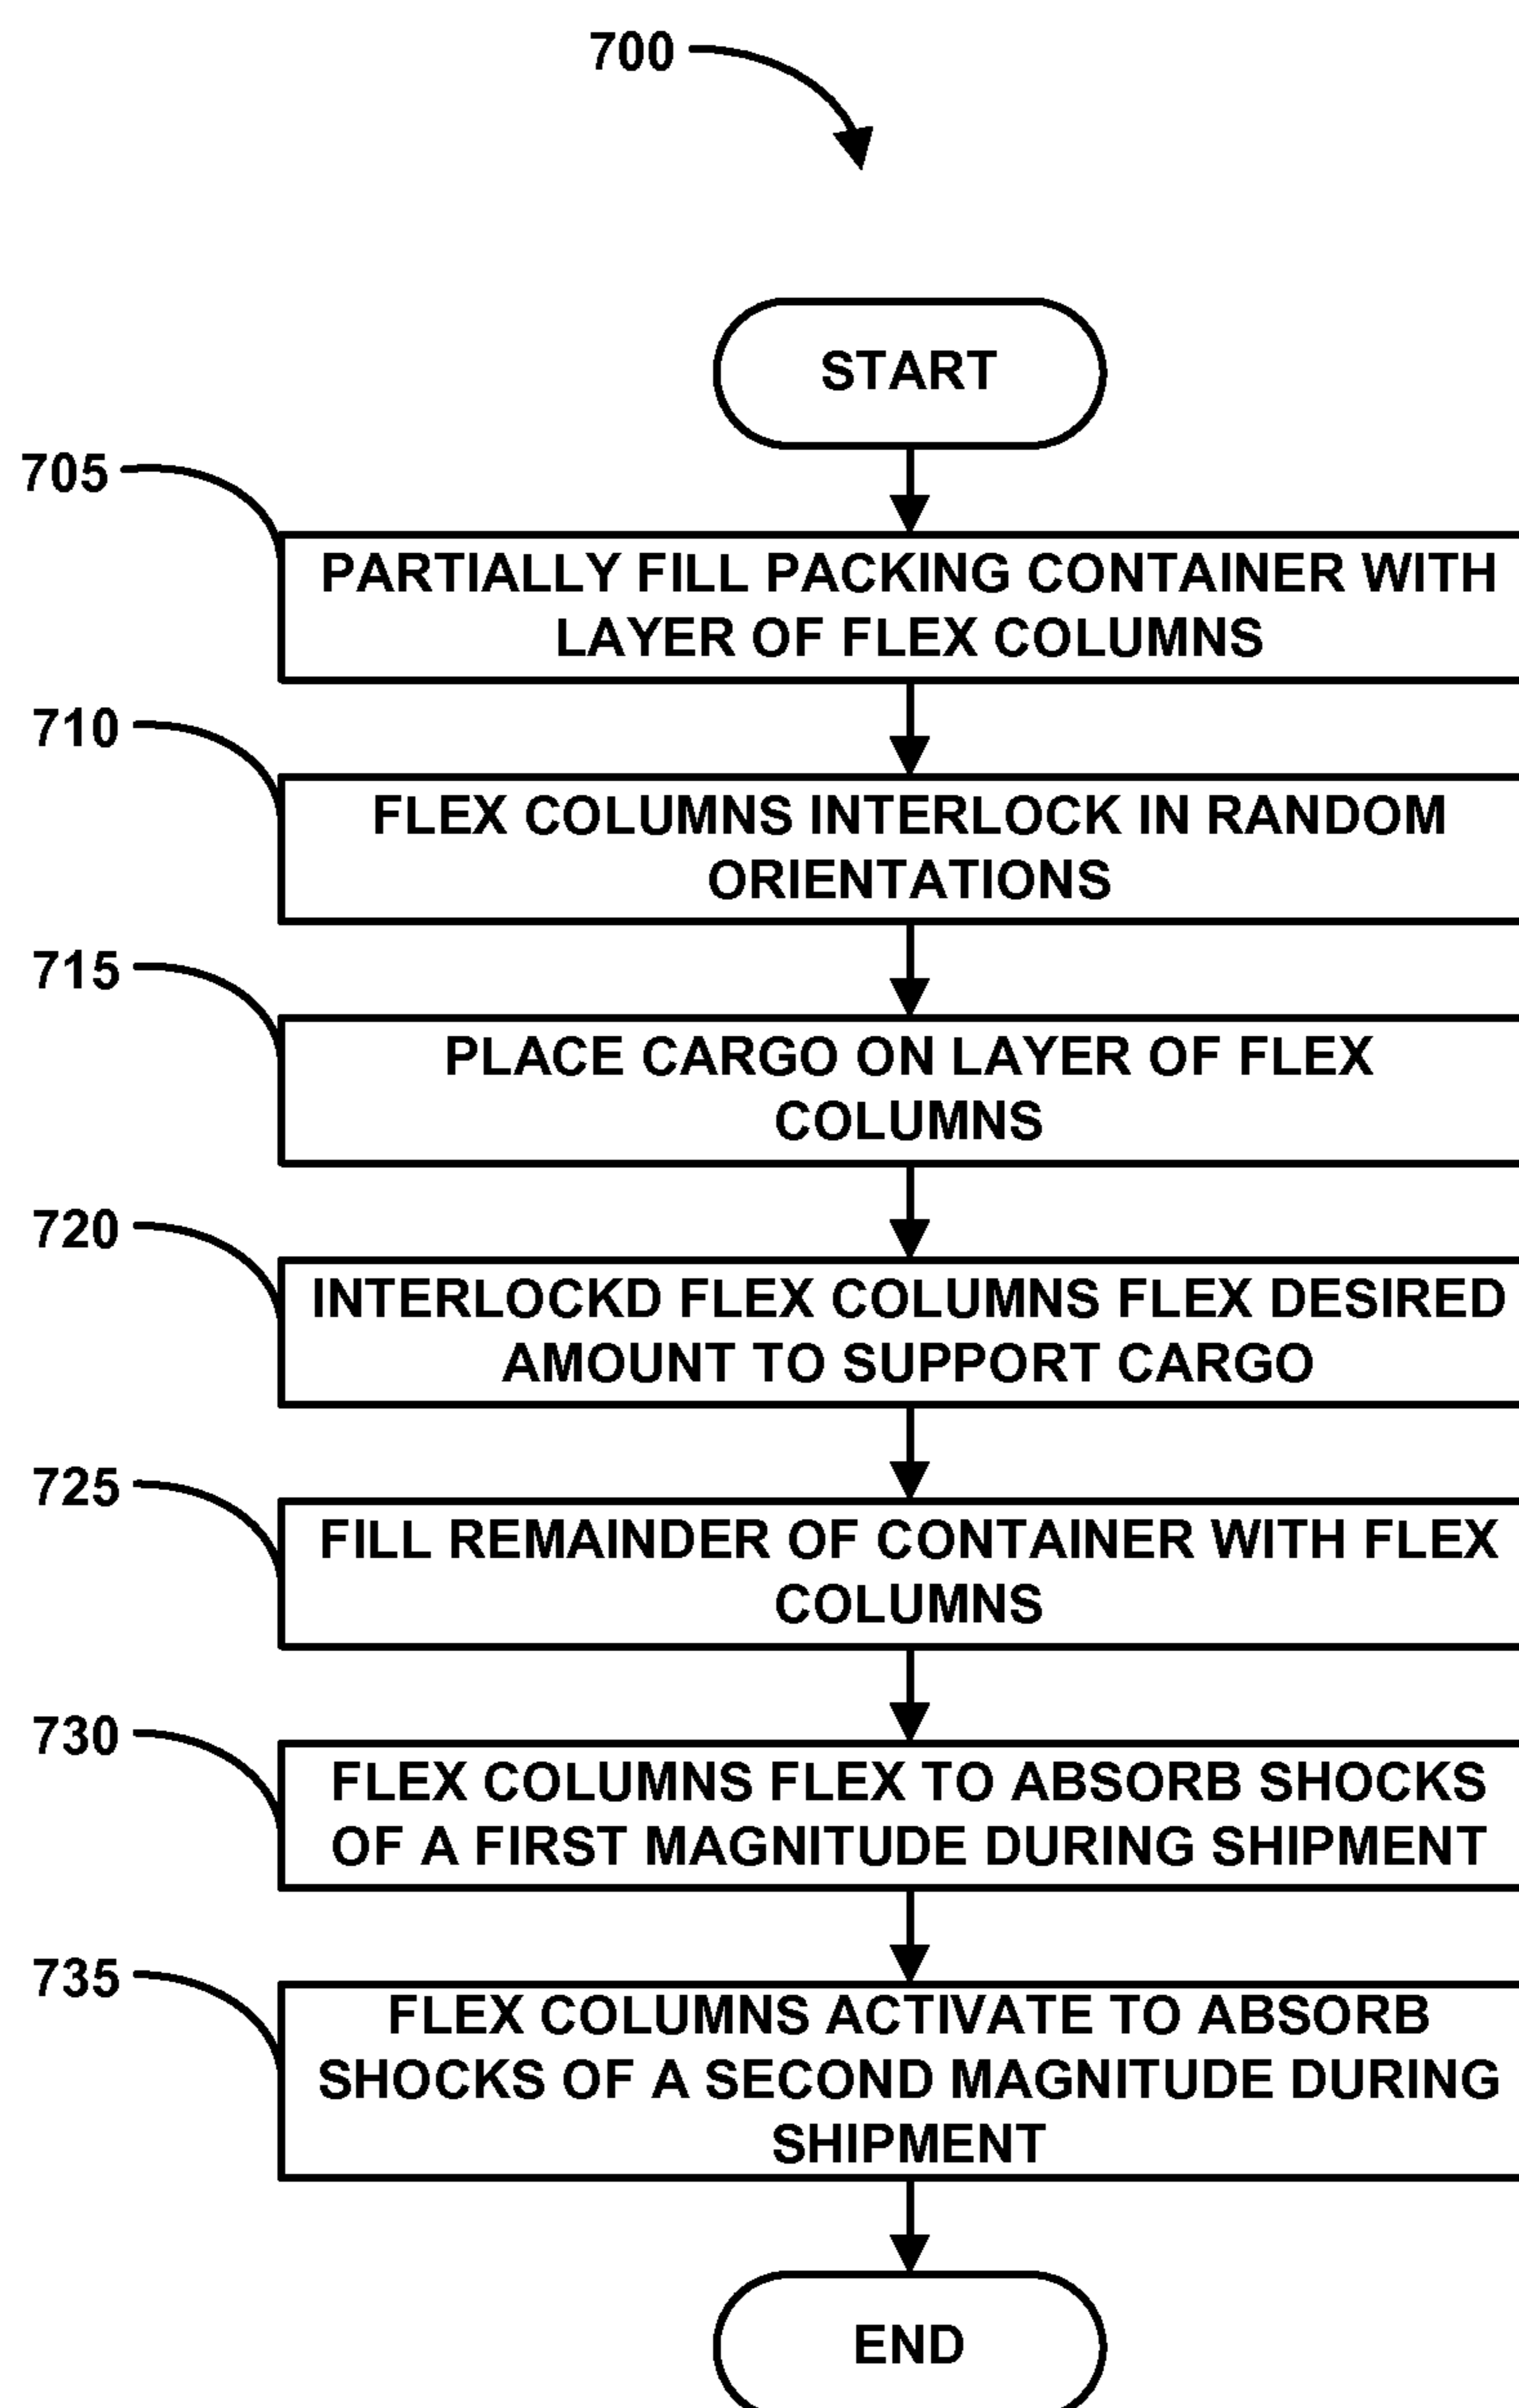 700
START
705
PARTIALLY FILL PACKING CONTAINER WITH
LAYER OF FLEX COLUMNS
710
FLEX COLUMNS INTERLOCK IN RANDOM
ORIENTATIONS
715
PLACE CARGO ON LAYER OF FLEX
COLUMNS
720
INTERLOCKD FLEX COLUMNS FLEX DESIRED
AMOUNT TO SUPPORT CARGO
725
FILL REMAINDER OF CONTAINER WITH FLEX
COLUMNS
730
FLEX COLUMNS FLEX TO ABSORB SHOCKS
OF A FIRST MAGNITUDE DURING SHIPMENT
735
FLEX COLUMNS ACTIVATE TO ABSORB
SHOCKS OF A SECOND MAGNITUDE DURING
SHIPMENT
END